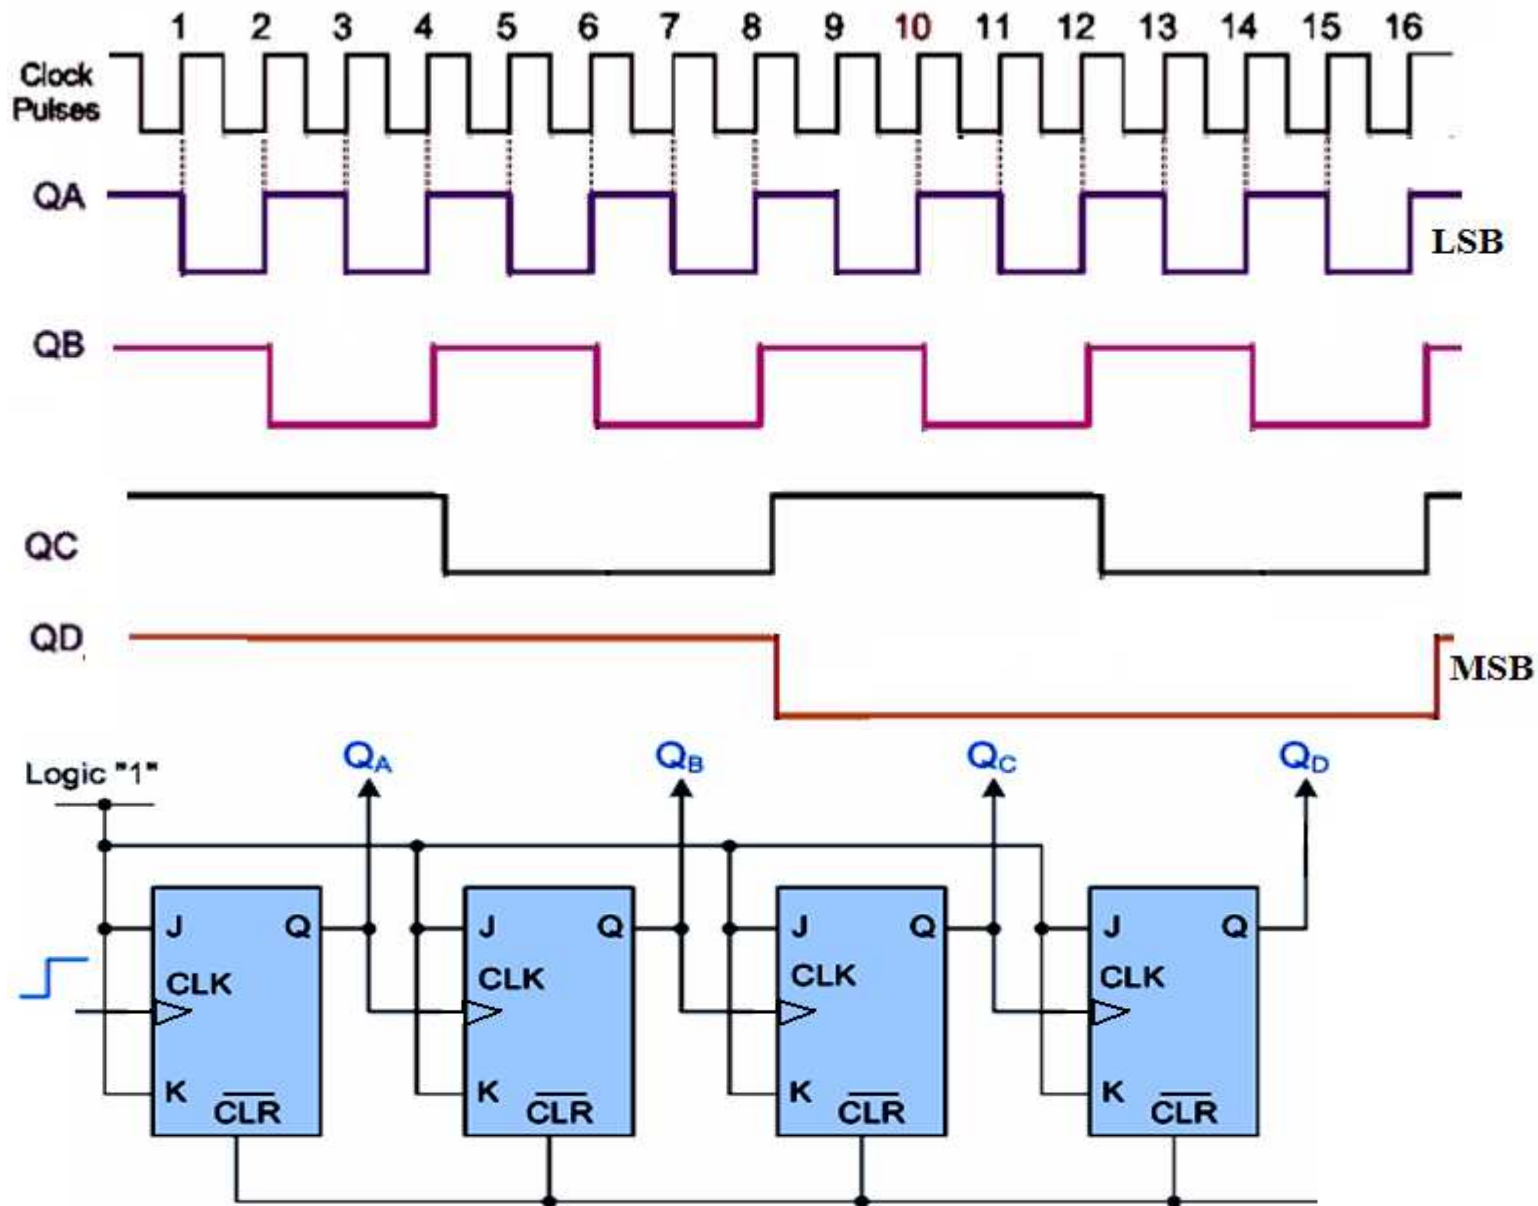 1 2 3 4 5 6 7 8 9 10 11 12 13 14 15 16
Clock
Pulses
QA
LSB
QB
QC
QD
MSB
Logic "1"
QA QB QC QD
J Q J Q J Q J Q
CLK CLK CLK CLK
K K K K
CLR CLR CLR CLR